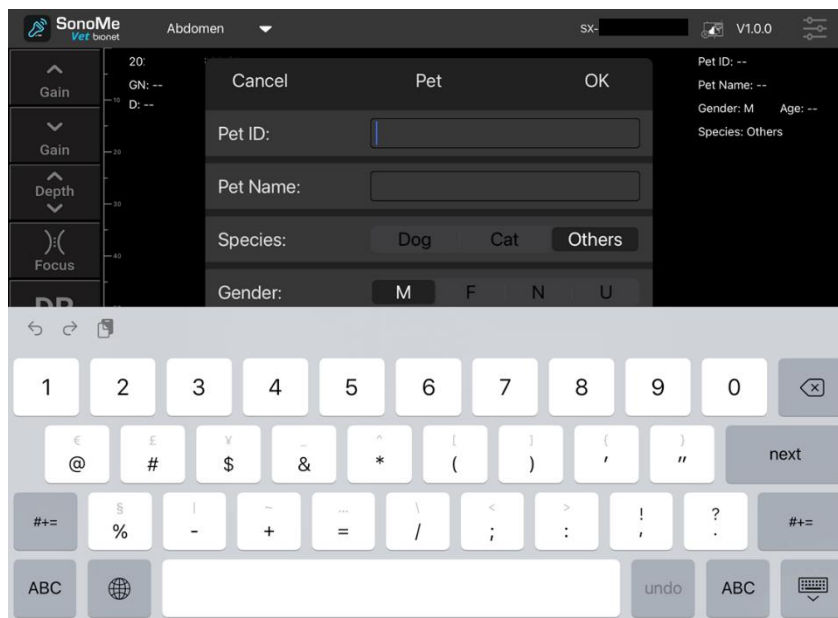 SonoMe
Vet bionet
Abdomen
SX-
V1.0.0
Gain
Gain
Depth
Focus
20:
GN: --
D: --
10
20
30
40
Cancel
Pet
OK
Pet ID:
Pet Name:
Species:
Dog
Cat
Others
Gender:
M
F
N
U
Pet ID: --
Pet Name: --
Gender: M Age: --
Species: Others
1 2 3 4 5 6 7 8 9 0
€ £ ¥ _ ^ [ ] { }
@ # $ & * ( ) ' " next
§ | ~ … \ < > ! ?
#+= % - + = / ; : , . #+=
ABC undo ABC